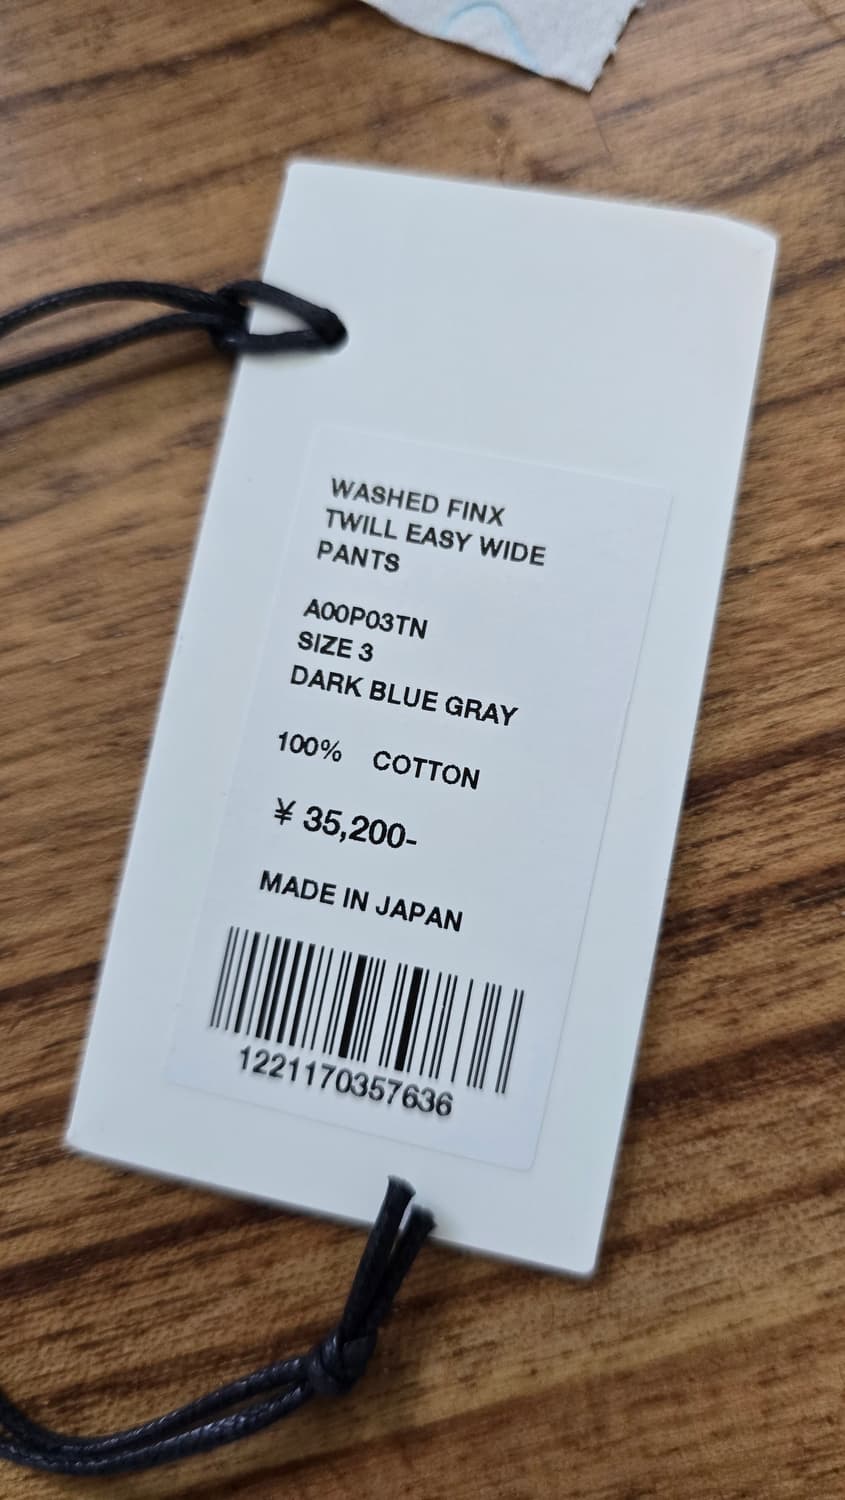 WASHED FINX
TWILL EASY WIDE
PANTS
A00P03TN
SIZE 3
DARK BLUE GRAY
100% COTTON
¥ 35,200-
MADE IN JAPAN
1221170357636